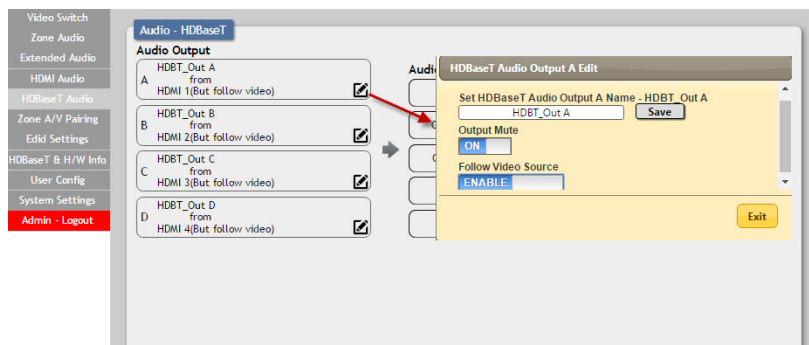 Video Switch
Zone Audio
Extended Audio
HDMI Audio
HDBaseT Audio
Zone A/V Pairing
Edid Settings
HDBaseT & H/W Info
User Config
System Settings
Admin - Logout
Audio - HDBaseT
Audio Output
A
HDBT_Out A
from
HDMI 1(But follow video)
B
HDBT_Out B
from
HDMI 2(But follow video)
C
HDBT_Out C
from
HDMI 3(But follow video)
D
HDBT_Out D
from
HDMI 4(But follow video)
Audi
HDBaseT Audio Output A Edit
Set HDBaseT Audio Output A Name - HDBT_Out A
HDBT_Out A Save
Output Mute
ON
Follow Video Source
ENABLE
Exit